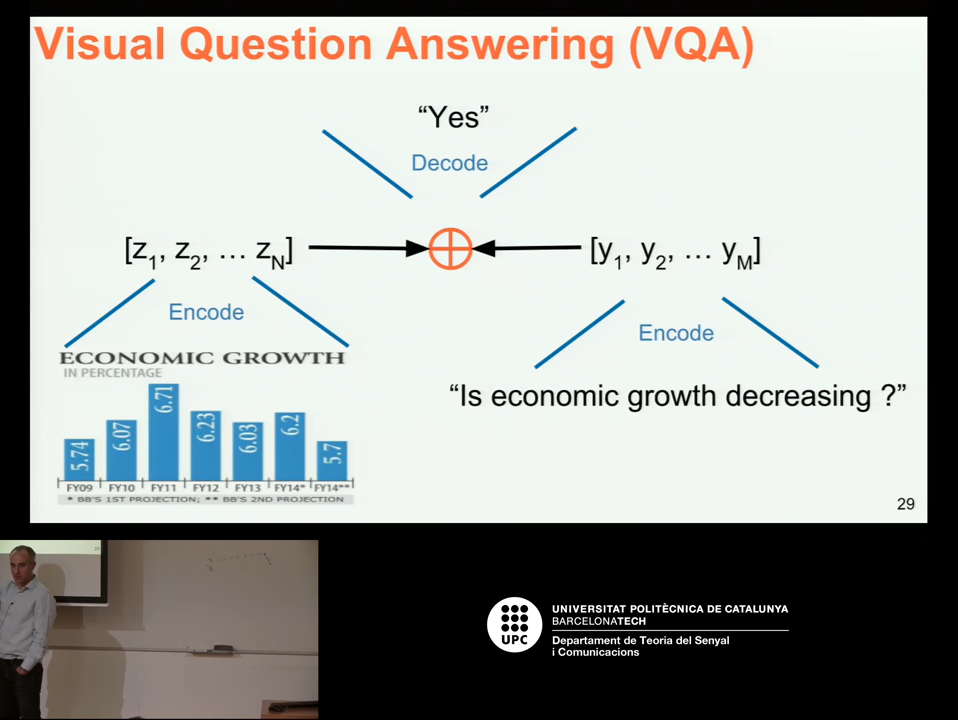 Visual Question Answering (VQA)
“Yes”
Decode
[z1, z2, … zN]
[y1, y2, … yM]
Encode
Encode
ECONOMIC GROWTH
IN PERCENTAGE
“Is economic growth decreasing ?”
5.74
6.07
6.71
6.23
6.03
6.2
5.7
FY09 FY10 FY11 FY12 FY13 FY14* FY14**
* BB'S 1ST PROJECTION; ** BB'S 2ND PROJECTION
29
UPC
UNIVERSITAT POLITÈCNICA DE CATALUNYA
BARCELONATECH
Departament de Teoria del Senyal
i Comunicacions